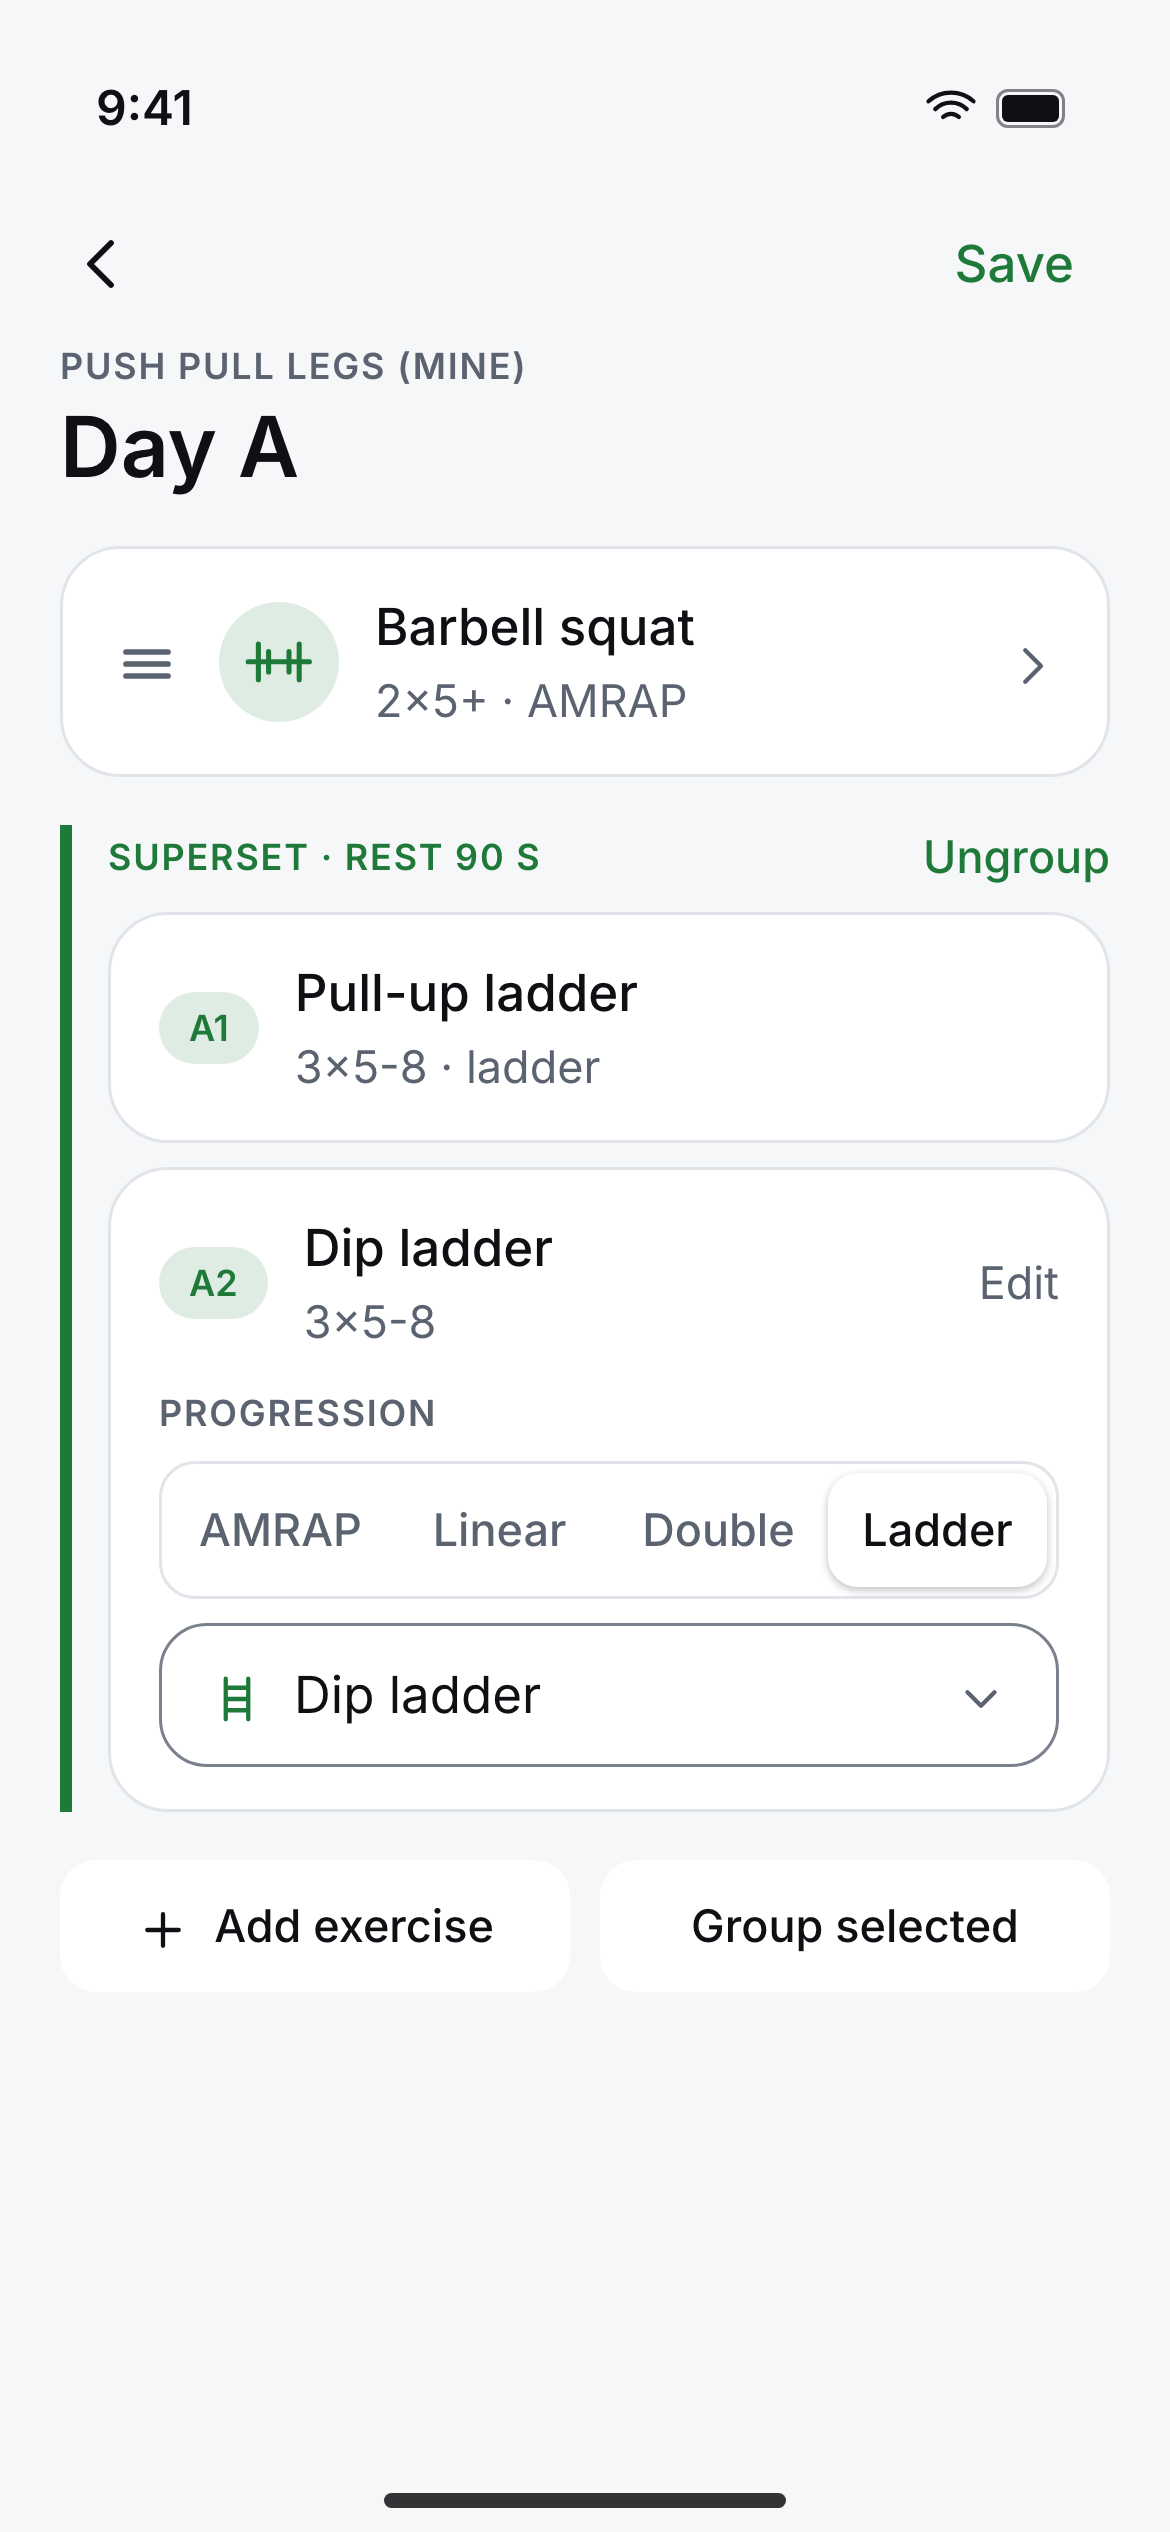 9:41
Save
PUSH PULL LEGS (MINE)
Day A
Barbell squat
2×5+ · AMRAP
SUPERSET · REST 90 S
Ungroup
A1
Pull-up ladder
3×5-8 · ladder
A2
Dip ladder
3×5-8
Edit
PROGRESSION
AMRAP Linear Double Ladder
Dip ladder
Add exercise
Group selected